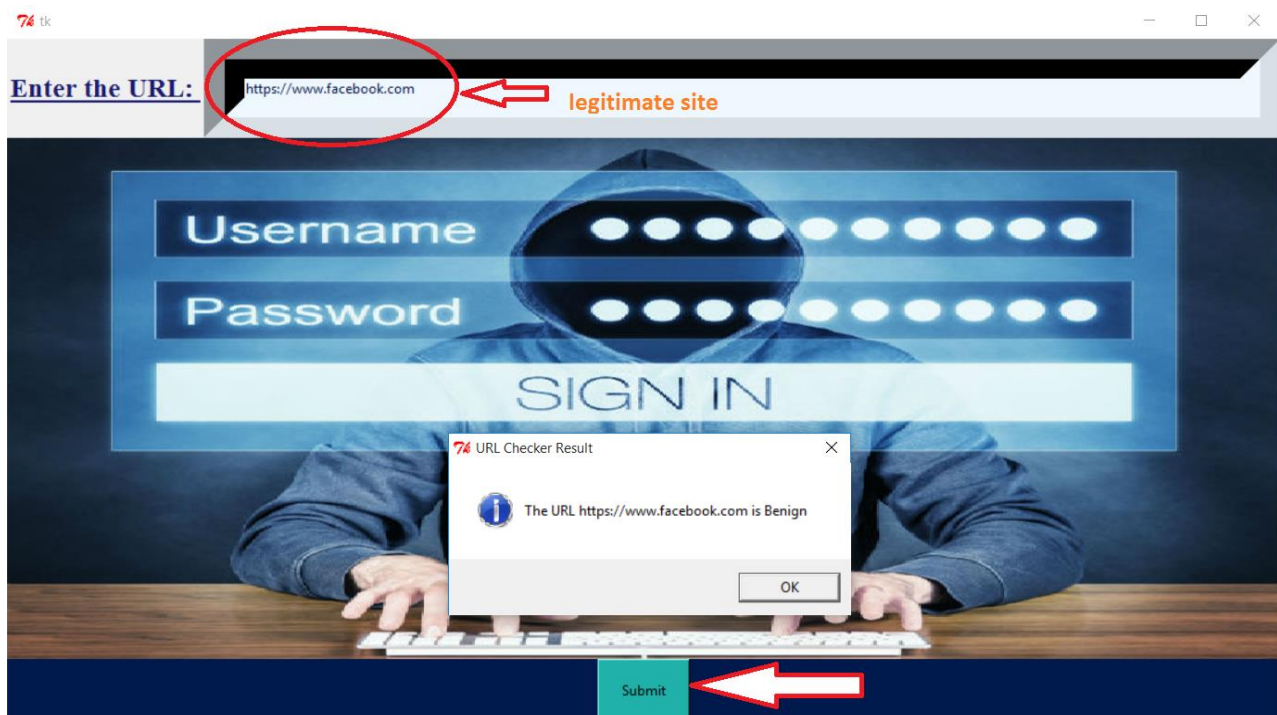 tk
Enter the URL:
https://www.facebook.com
legitimate site
Username
Password
SIGN IN
URL Checker Result
The URL https://www.facebook.com is Benign
OK
Submit